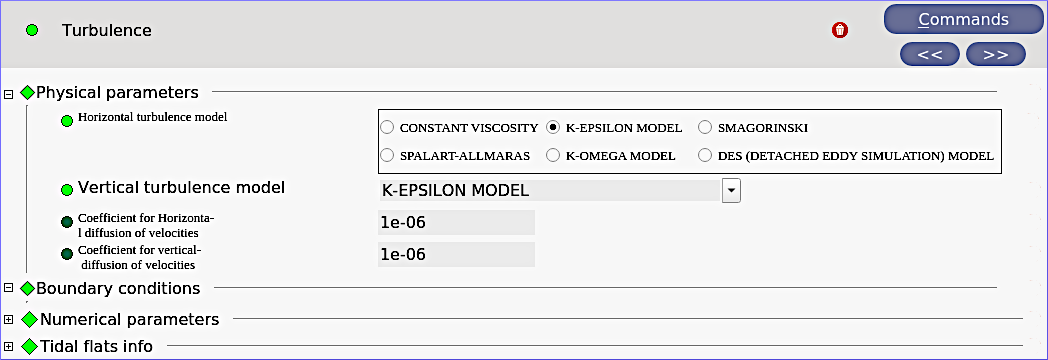 Turbulence
Commands
<< >>
Physical parameters
Horizontal turbulence model
CONSTANT VISCOSITY K-EPSILON MODEL SMAGORINSKI
SPALART-ALLMARAS K-OMEGA MODEL DES (DETACHED EDDY SIMULATION) MODEL
Vertical turbulence model K-EPSILON MODEL
Coefficient for Horizonta-
l diffusion of velocities
1e-06
Coefficient for vertical-
diffusion of velocities
1e-06
Boundary conditions
Numerical parameters
Tidal flats info